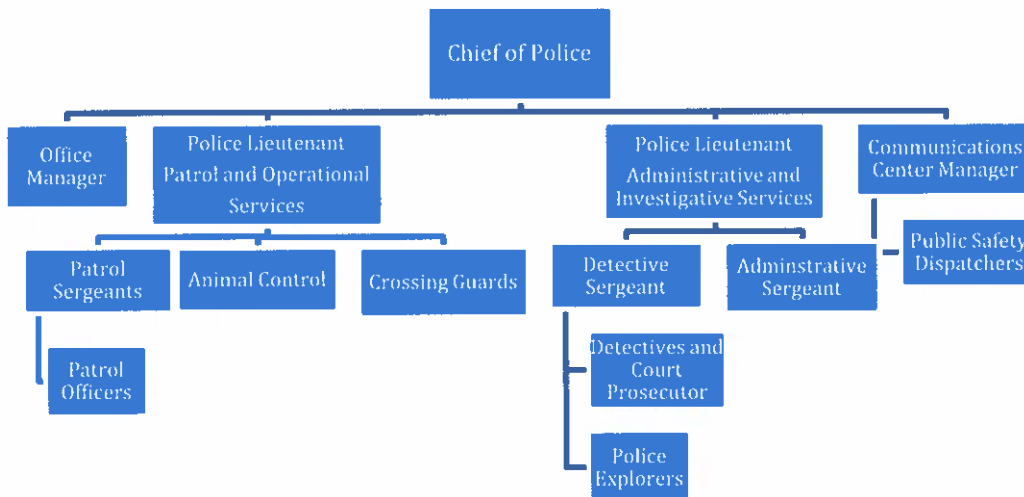 Chief of Police
Office
Manager
Police Lieutenant
Patrol and Operational
Services
Police Lieutenant
Administrative and
Investigative Services
Communications
Center Manager
Patrol
Sergeants
Animal Control
Crossing Guards
Detective
Sergeant
Adminstrative
Sergeant
Public Safety
Dispatchers
Patrol
Officers
Detectives and
Court
Prosecutor
Police
Explorers